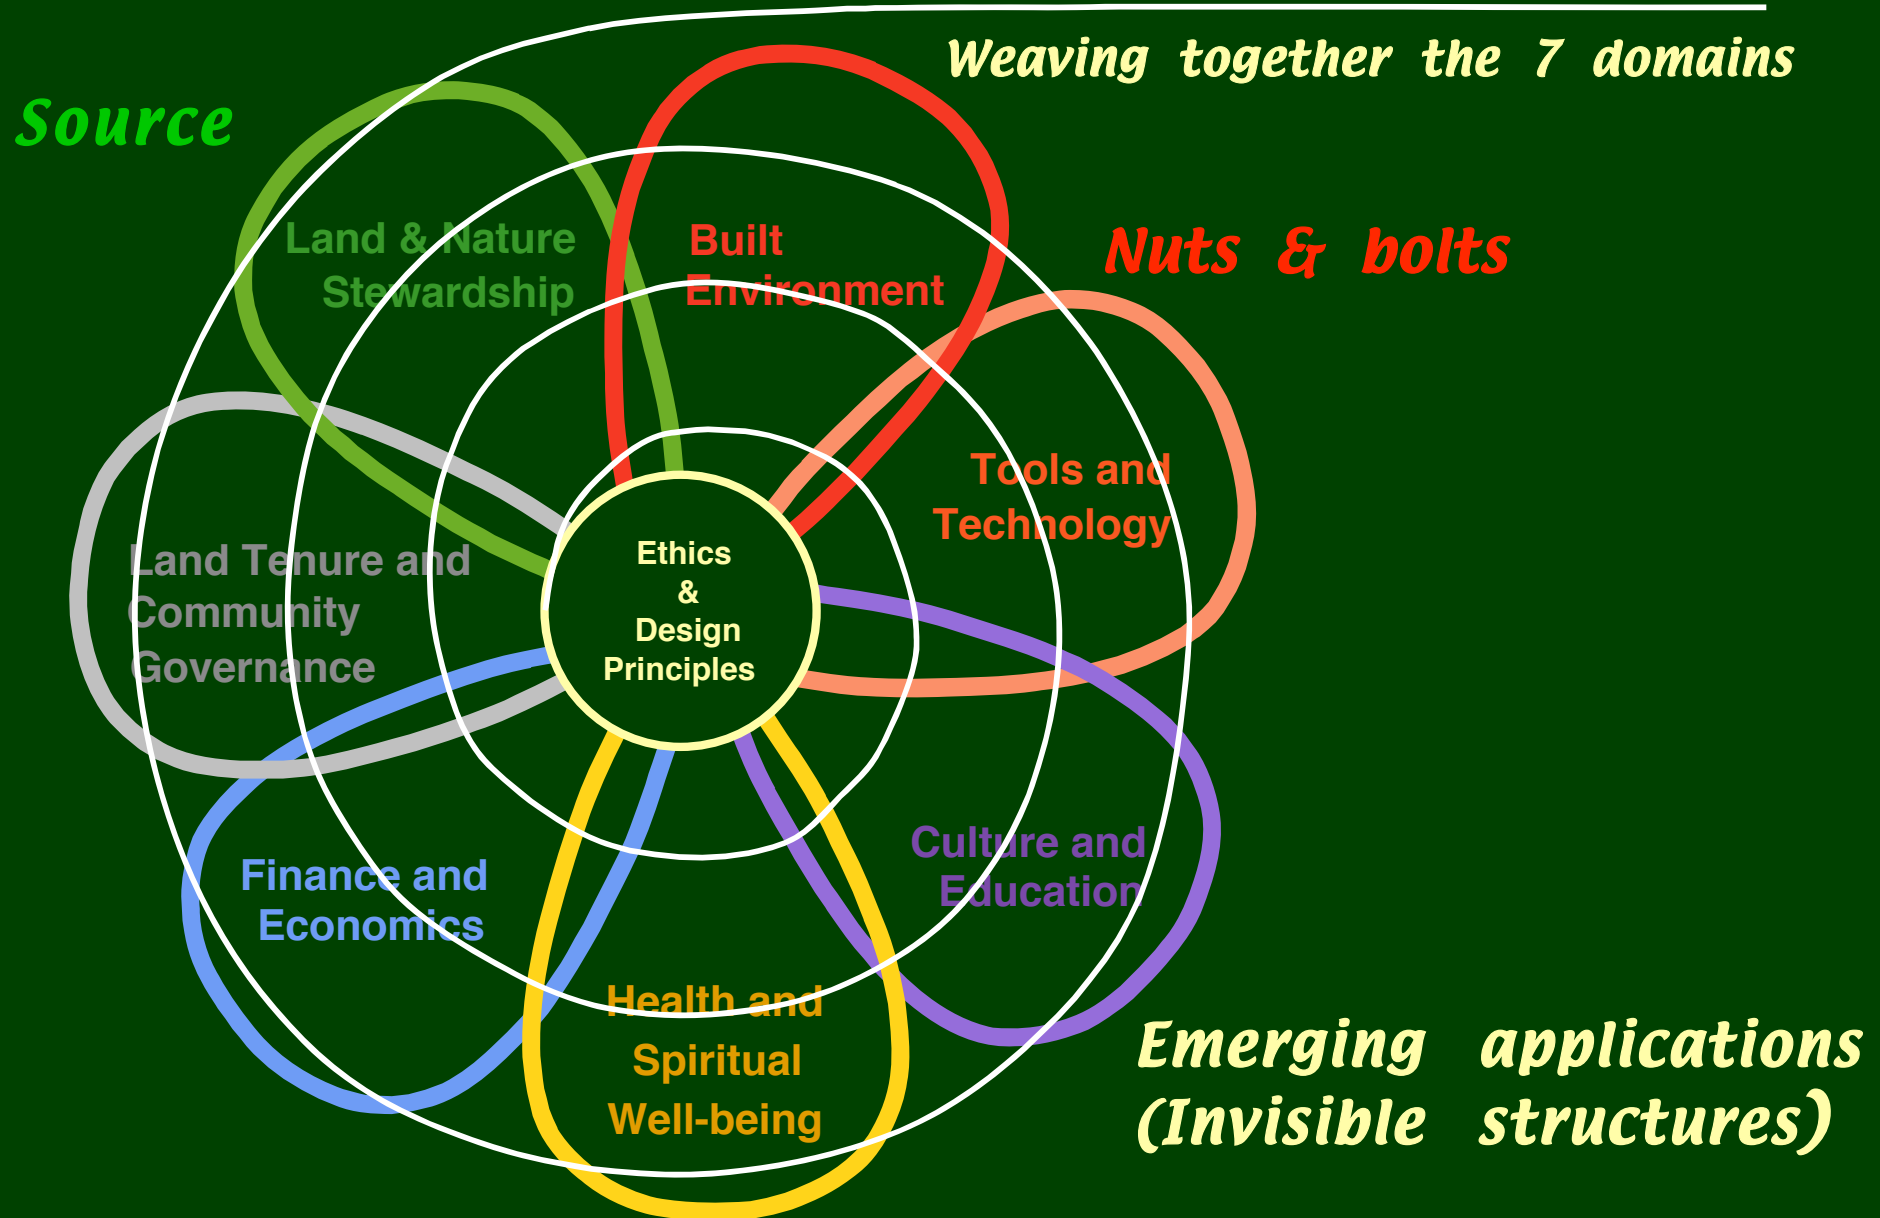 Weaving together the 7 domains
Source
Land & Nature
Stewardship
Built
Environment
Nuts & bolts
Tools and
Technology
Land Tenure and
Community
Governance
Ethics
&
Design
Principles
Culture and
Education
Finance and
Economics
Health and
Spiritual
Well-being
Emerging applications
(Invisible structures)